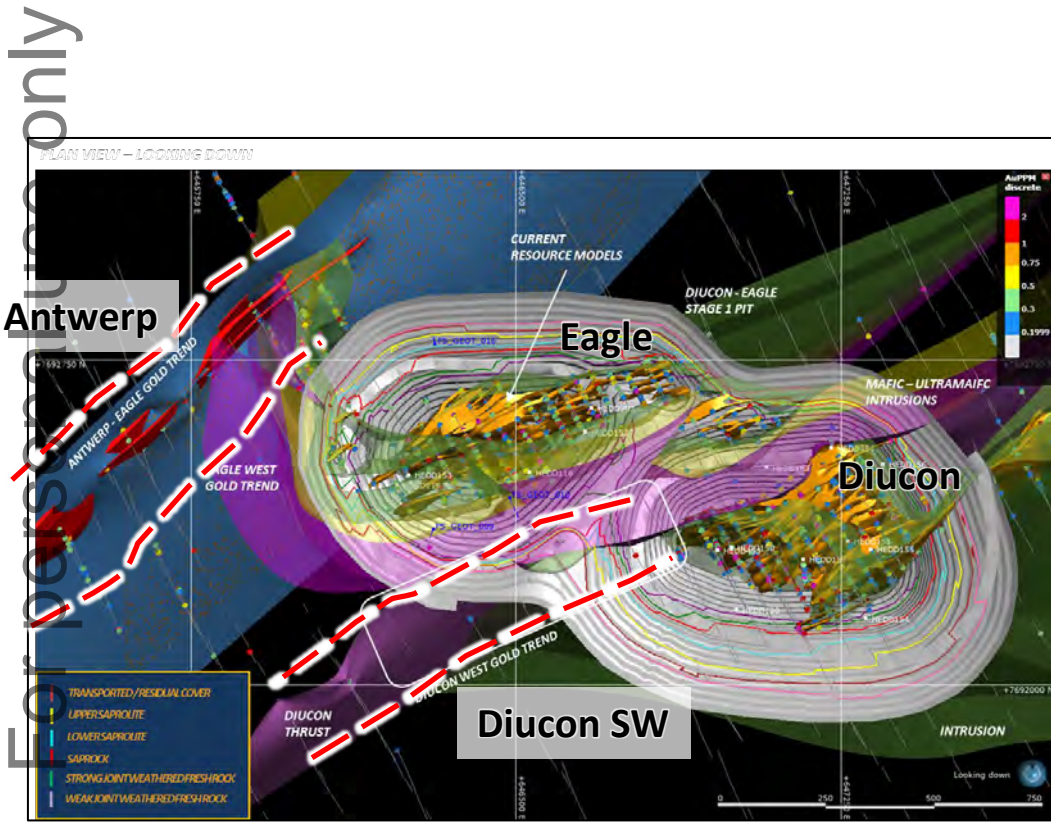 For personal use only
PLAN VIEW – LOOKING DOWN
+646500 E
+647250 E
AuPPM
discrete
2
1
0.75
0.5
0.3
0.1999
CURRENT
RESOURCE MODELS
DIUCON - EAGLE
STAGE 1 PIT
Antwerp
Eagle
+7692750 N
ANTWERP - EAGLE GOLD TREND
MAFIC – ULTRAMAIFC
INTRUSIONS
EAGLE WEST
GOLD TREND
Diucon
DIUCON WEST GOLD TREND
DIUCON
THRUST
Diucon SW
+7692000 N
INTRUSION
TRANSPORTED / RESIDUAL COVER
UPPER SAPROLITE
LOWER SAPROLITE
SAPROCK
STRONG JOINT WEATHERED FRESH ROCK
WEAK JOINT WEATHERED FRESH ROCK
+646500 E
Looking down
0 250 500 750